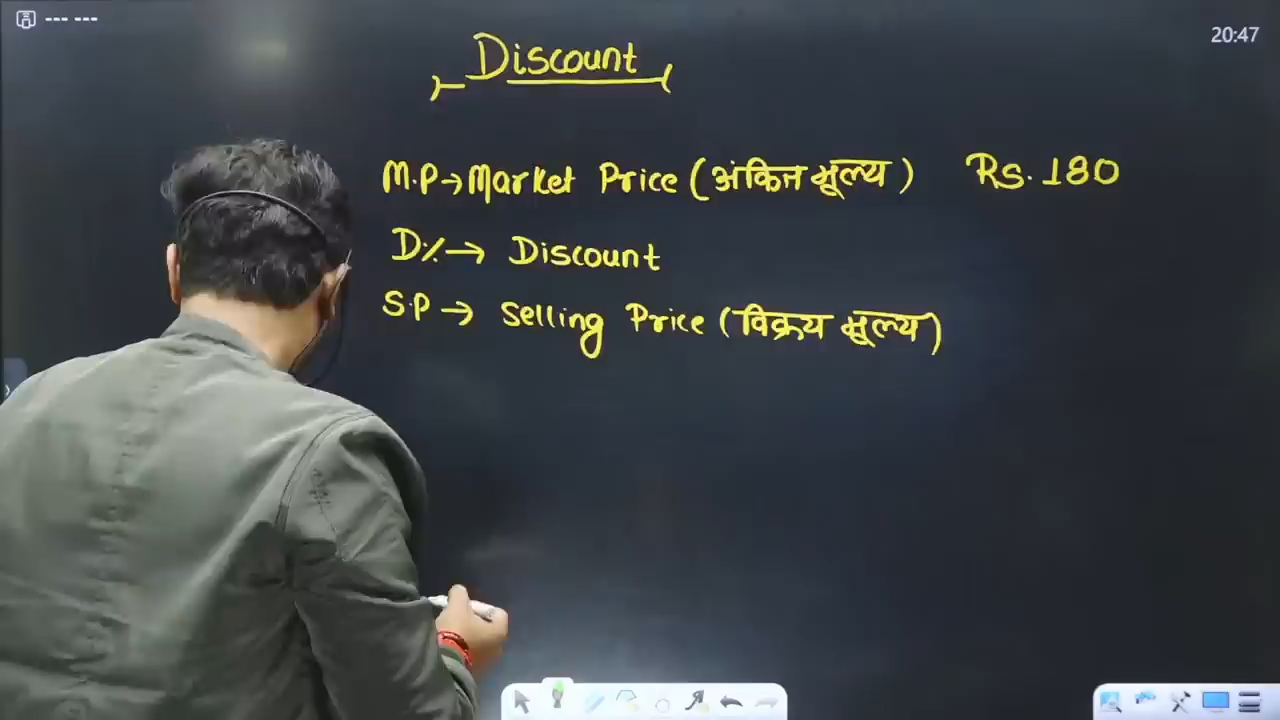 --- ---
20:47
Discount
M.P→Market Price (अंकित मूल्य) Rs. 180
D%→ Discount
S.P → Selling Price (विक्रय मूल्य)